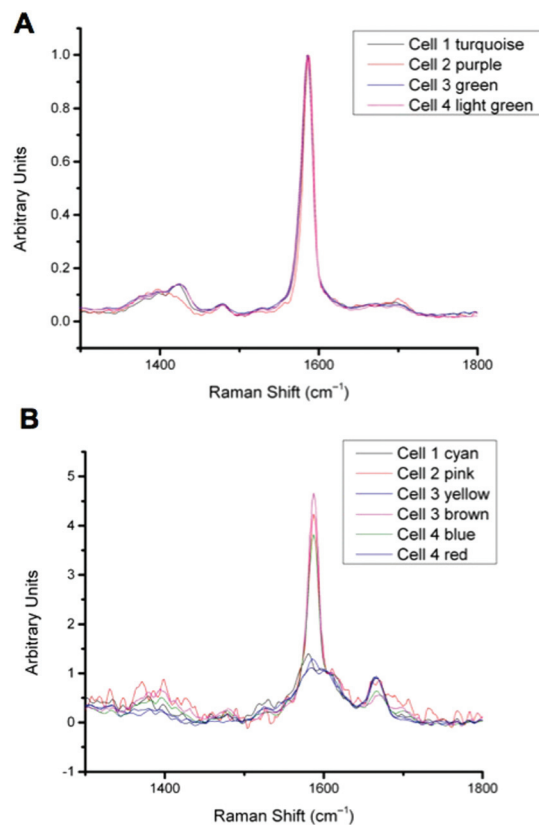 A
Cell 1 turquoise
Cell 2 purple
Cell 3 green
Cell 4 light green
1.0
0.8
0.6
0.4
0.2
0.0
Arbitrary Units
1400
1600
1800
Raman Shift (cm⁻¹)
B
Cell 1 cyan
Cell 2 pink
Cell 3 yellow
Cell 3 brown
Cell 4 blue
Cell 4 red
5
4
3
2
1
0
-1
Arbitrary Units
1400
1600
1800
Raman Shift (cm⁻¹)